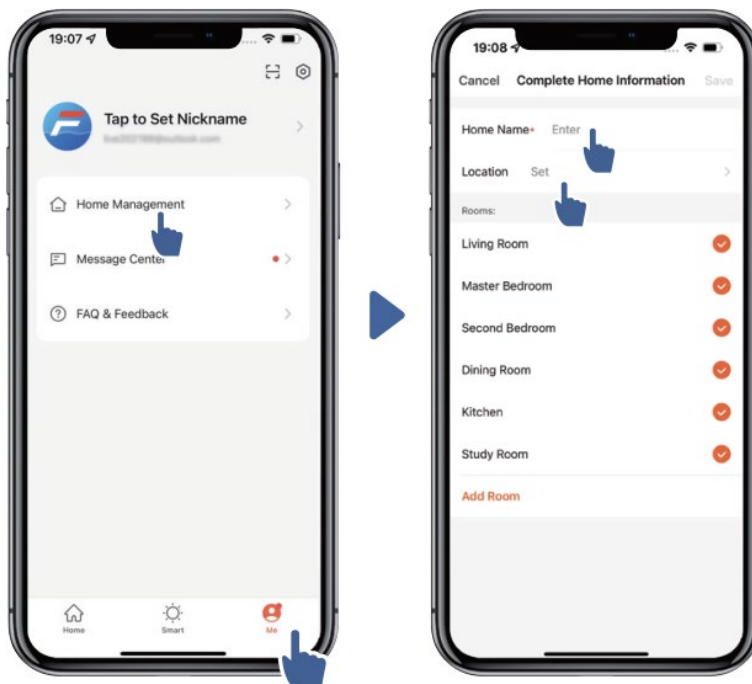 19:07
Tap to Set Nickname
Home Management
Message Center
FAQ & Feedback
Home
Smart
Me
19:08
Cancel Complete Home Information Save
Home Name* Enter
Location Set
Rooms:
Living Room
Master Bedroom
Second Bedroom
Dining Room
Kitchen
Study Room
Add Room